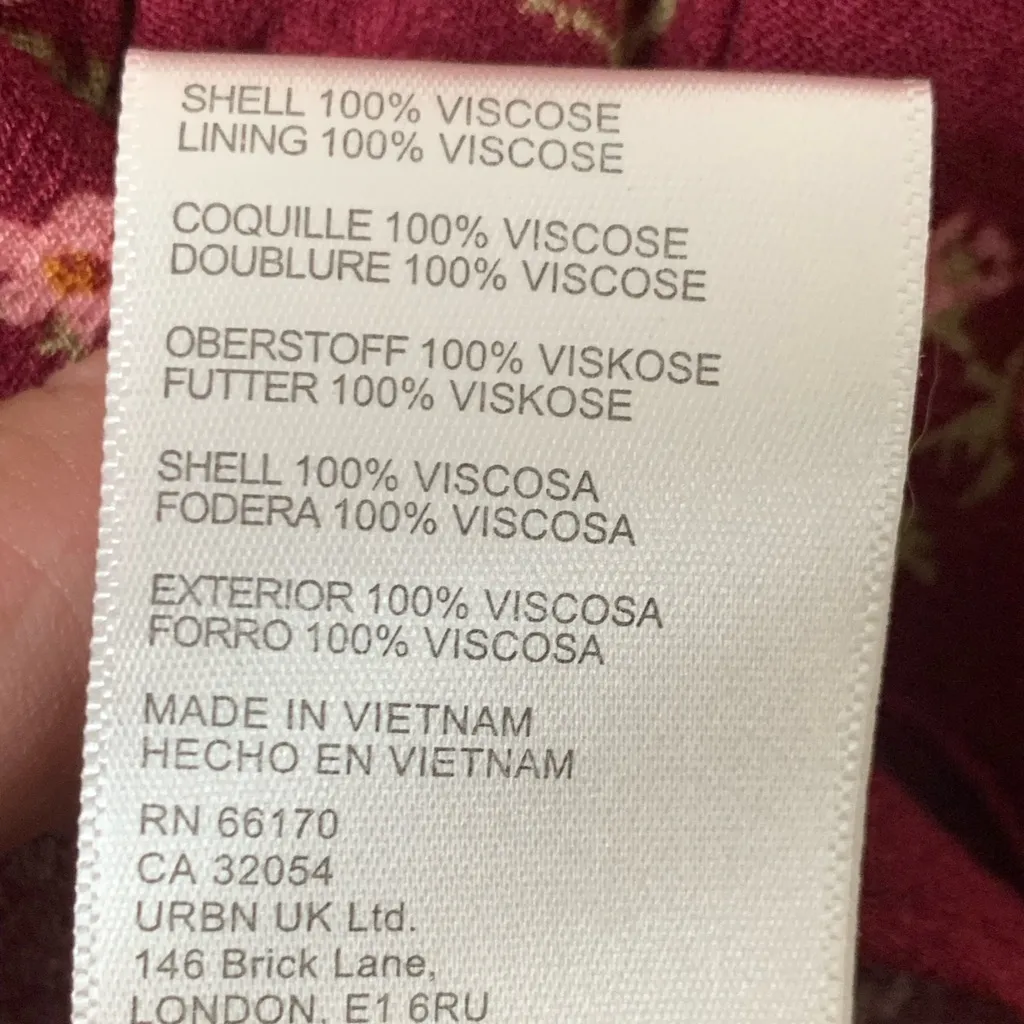 SHELL 100% VISCOSE
LINING 100% VISCOSE
COQUILLE 100% VISCOSE
DOUBLURE 100% VISCOSE
OBERSTOFF 100% VISKOSE
FUTTER 100% VISKOSE
SHELL 100% VISCOSA
FODERA 100% VISCOSA
EXTERIOR 100% VISCOSA
FORRO 100% VISCOSA
MADE IN VIETNAM
HECHO EN VIETNAM
RN 66170
CA 32054
URBN UK Ltd.
146 Brick Lane,
LONDON, E1 6RU